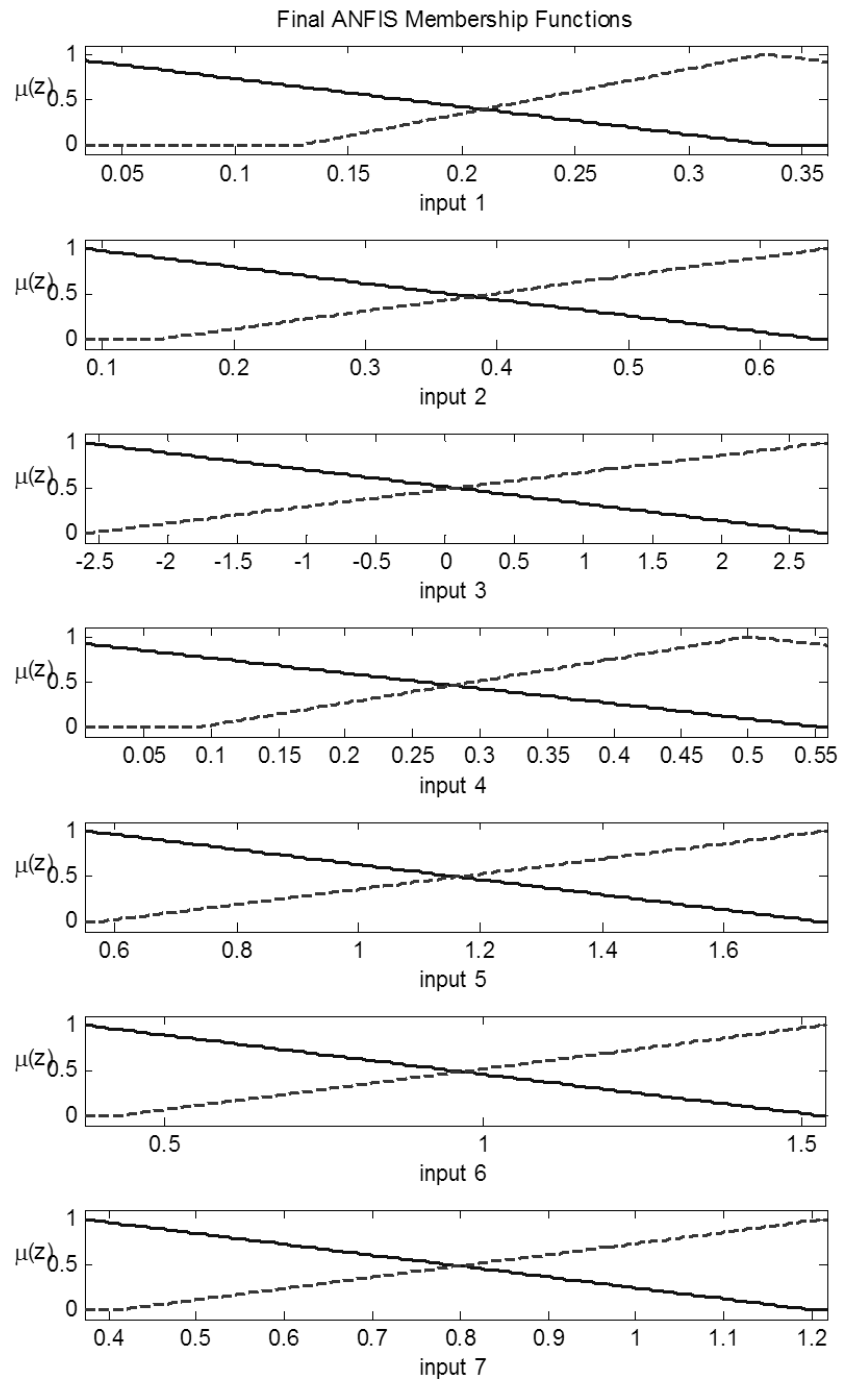 Final ANFIS Membership Functions
1
μ(z)
0.5
0
0.05 0.1 0.15 0.2 0.25 0.3 0.35
input 1
1
μ(z)
0.5
0
0.1 0.2 0.3 0.4 0.5 0.6
input 2
1
μ(z)
0.5
0
-2.5 -2 -1.5 -1 -0.5 0 0.5 1 1.5 2 2.5
input 3
1
μ(z)
0.5
0
0.05 0.1 0.15 0.2 0.25 0.3 0.35 0.4 0.45 0.5 0.55
input 4
1
μ(z)
0.5
0
0.6 0.8 1 1.2 1.4 1.6
input 5
1
μ(z)
0.5
0
0.5 1 1.5
input 6
1
μ(z)
0.5
0
0.4 0.5 0.6 0.7 0.8 0.9 1 1.1 1.2
input 7